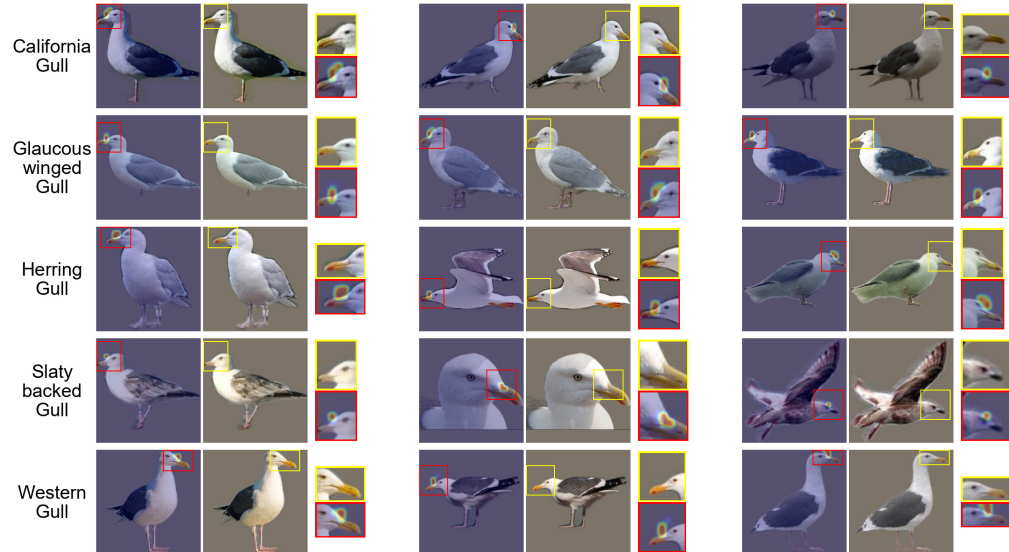 California
Gull
Glaucous
winged
Gull
Herring
Gull
Slaty
backed
Gull
Western
Gull